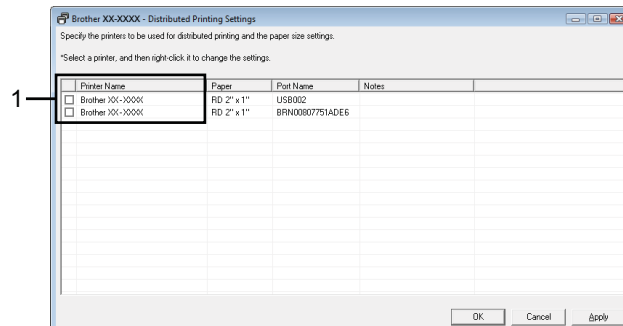 Brother XX-XXXX - Distributed Printing Settings
Specify the printers to be used for distributed printing and the paper size settings.
*Select a printer, and then right-click it to change the settings.
Printer Name Paper Port Name Notes
1
Brother XX-XXXX RD 2" x 1" USB002
Brother XX-XXXX RD 2" x 1" BRN00807751ADE6
OK Cancel Apply